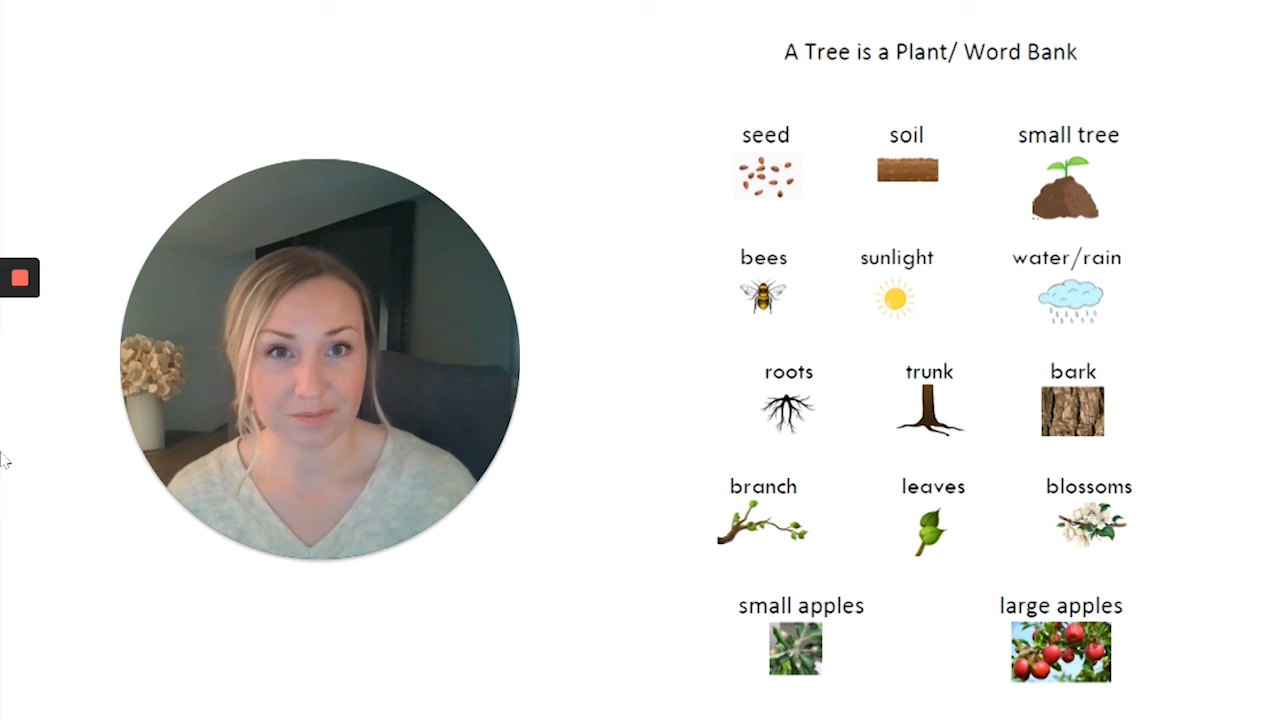 A Tree is a Plant/ Word Bank
seed soil small tree
bees sunlight water/rain
roots trunk bark
branch leaves blossoms
small apples large apples